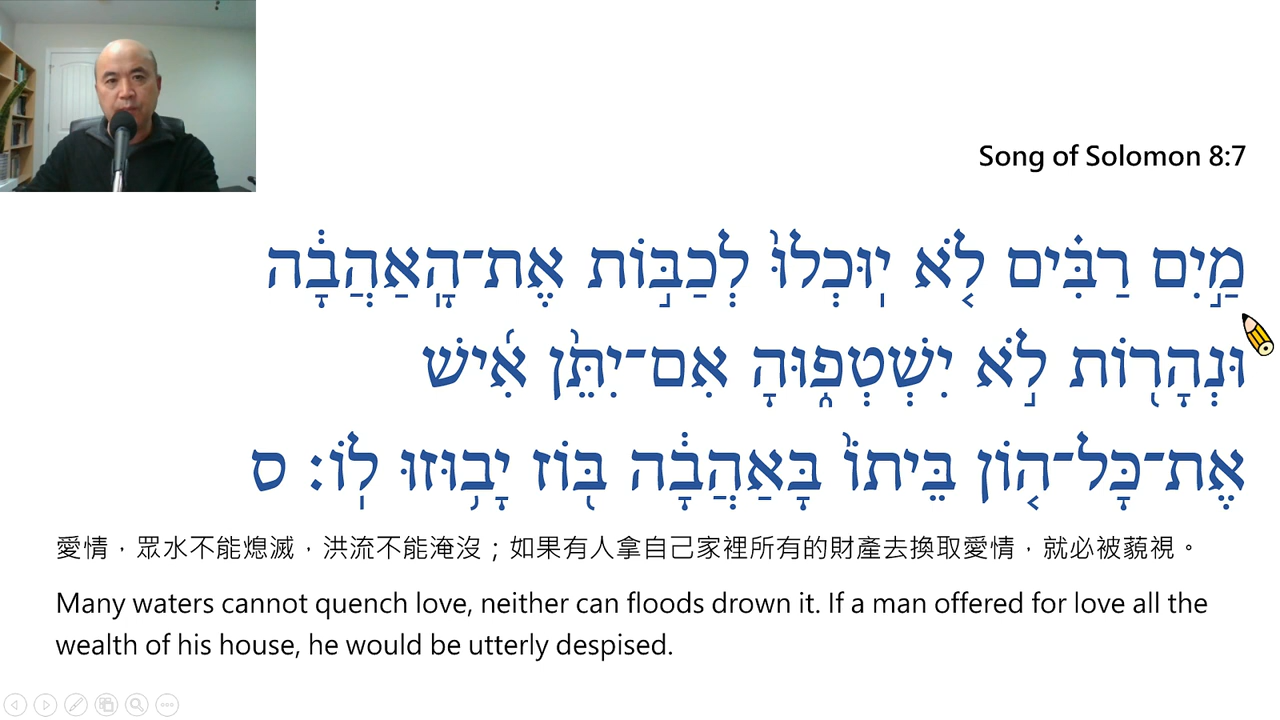 Song of Solomon 8:7
מַ֣יִם רַבִּ֗ים לֹ֤א יֽוּכְלוּ֙ לְכַבּ֣וֹת אֶת־הָֽאַהֲבָ֔ה
וּנְהָר֖וֹת לֹ֣א יִשְׁטְפ֑וּהָ אִם־יִתֵּ֨ן אִ֜ישׁ
אֶת־כָּל־ה֤וֹן בֵּיתוֹ֙ בָּאַהֲבָ֔ה בּ֖וֹז יָב֥וּזוּ לֽוֹ׃ ס
愛情，眾水不能熄滅，洪流不能淹沒；如果有人拿自己家裡所有的財產去換取愛情，就必被藐視。
Many waters cannot quench love, neither can floods drown it. If a man offered for love all the
wealth of his house, he would be utterly despised.